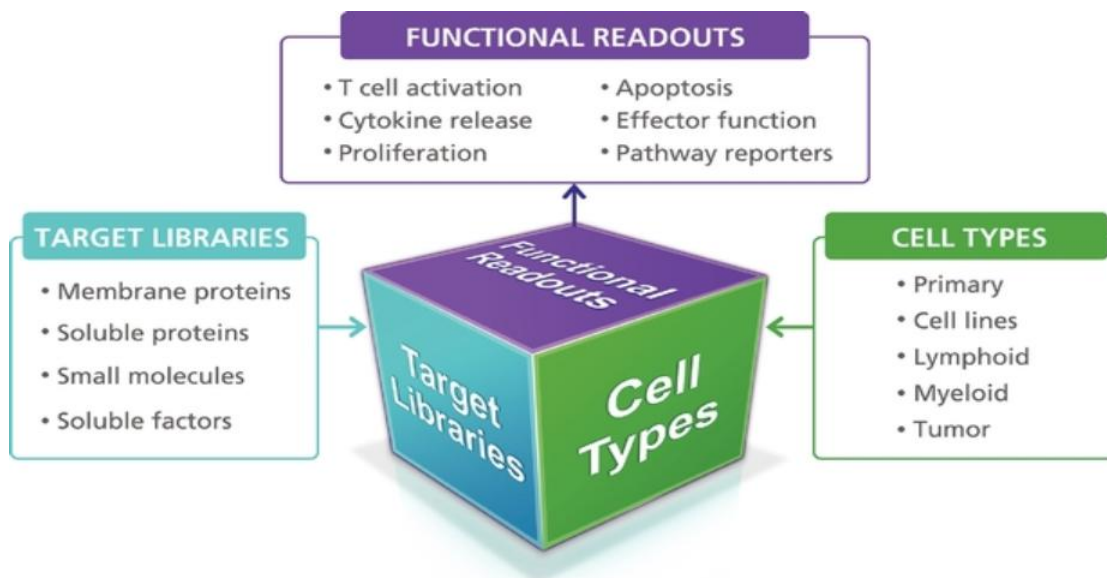 FUNCTIONAL READOUTS
• T cell activation
• Cytokine release
• Proliferation
• Apoptosis
• Effector function
• Pathway reporters
TARGET LIBRARIES
• Membrane proteins
• Soluble proteins
• Small molecules
• Soluble factors
Functional
Readouts
Target
Libraries
Cell
Types
CELL TYPES
• Primary
• Cell lines
• Lymphoid
• Myeloid
• Tumor